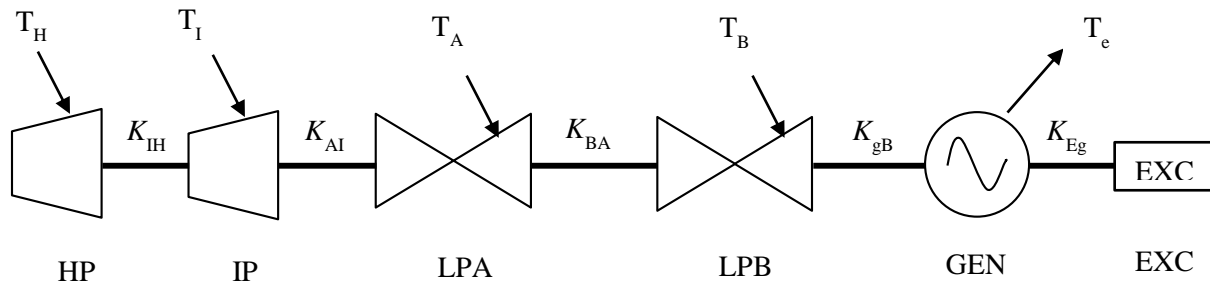 T_H T_I T_A T_B T_e
K_IH K_AI K_BA K_gB K_Eg
EXC
HP IP LPA LPB GEN EXC